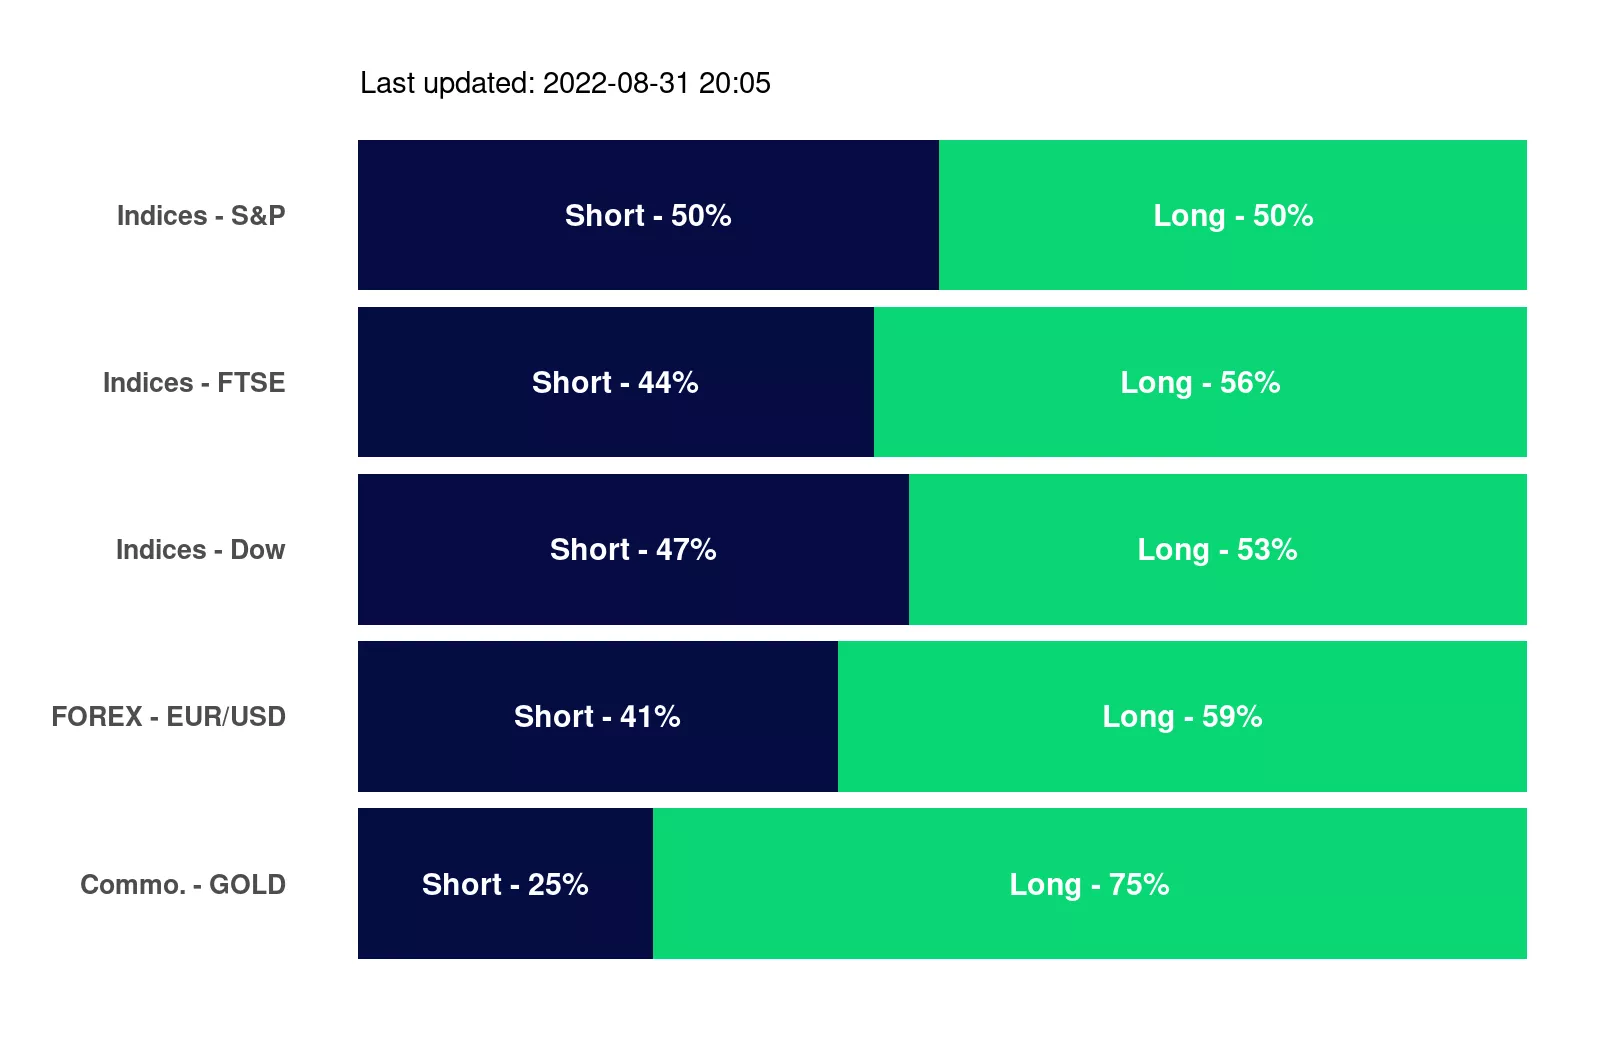 Last updated: 2022-08-31 20:05
Indices - S&P Short - 50% Long - 50%
Indices - FTSE Short - 44% Long - 56%
Indices - Dow Short - 47% Long - 53%
FOREX - EUR/USD Short - 41% Long - 59%
Commo. - GOLD Short - 25% Long - 75%